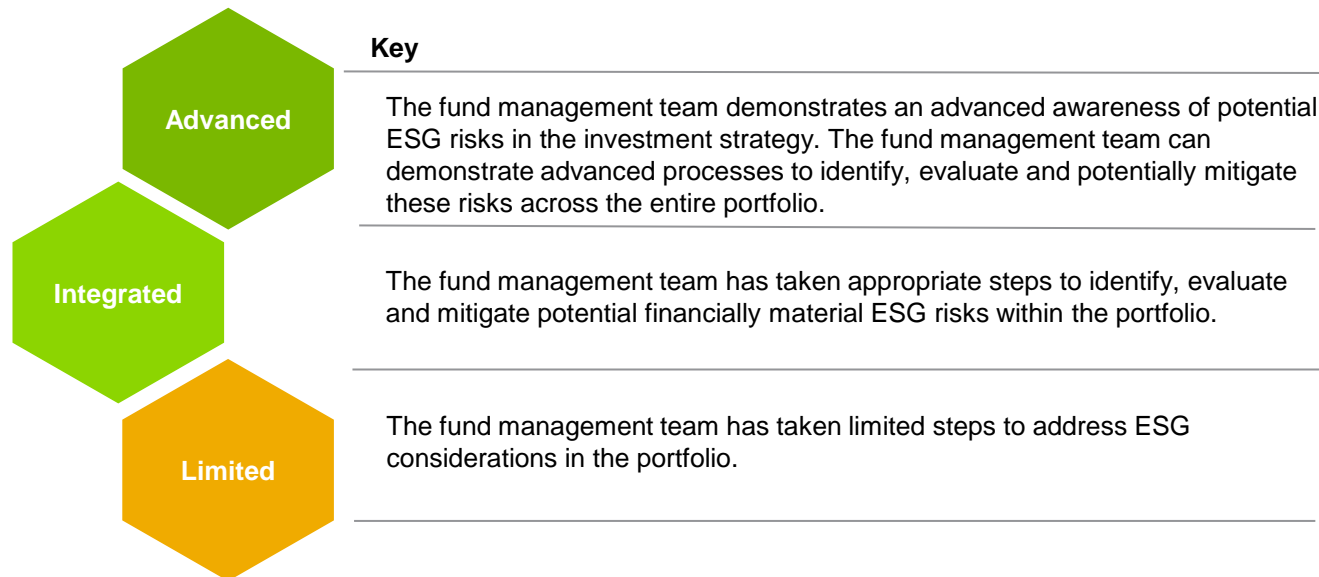 Key
Advanced
The fund management team demonstrates an advanced awareness of potential
ESG risks in the investment strategy. The fund management team can
demonstrate advanced processes to identify, evaluate and potentially mitigate
these risks across the entire portfolio.
Integrated
The fund management team has taken appropriate steps to identify, evaluate
and mitigate potential financially material ESG risks within the portfolio.
Limited
The fund management team has taken limited steps to address ESG
considerations in the portfolio.